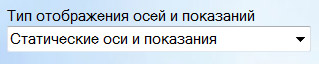 Тип отображения осей и показаний
Статические оси и показания